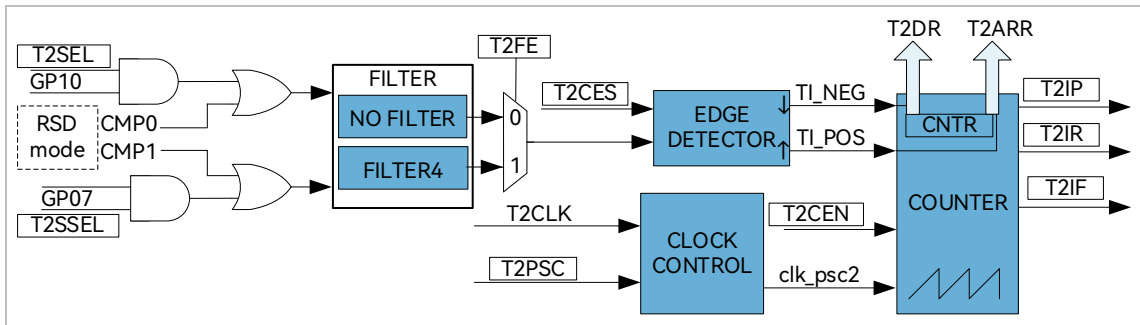 T2SEL
GP10
RSD
mode
CMP0
CMP1
GP07
T2SSEL
FILTER
NO FILTER
FILTER4
T2FE
0
1
T2CES
EDGE
DETECTOR
TI_NEG
TI_POS
T2CLK
T2PSC
CLOCK
CONTROL
T2CEN
clk_psc2
T2DR
T2ARR
CNTR
COUNTER
T2IP
T2IR
T2IF